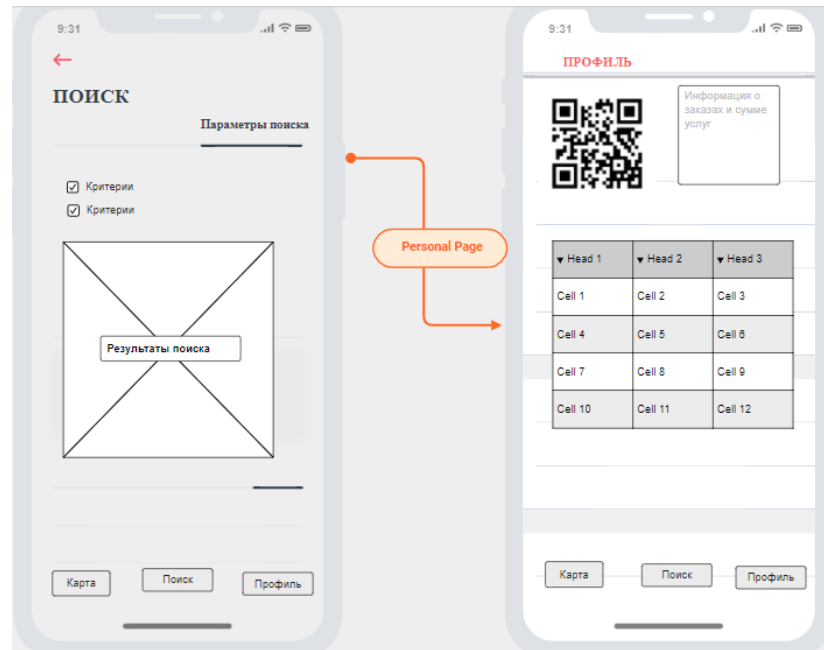 9:31
ПОИСК
Параметры поиска
Критерии
Критерии
Результаты поиска
Карта
Поиск
Профиль
Personal Page
9:31
ПРОФИЛЬ
Информация о
заказах и сумме
услуг
▼ Head 1 ▼ Head 2 ▼ Head 3
Cell 1 Cell 2 Cell 3
Cell 4 Cell 5 Cell 6
Cell 7 Cell 8 Cell 9
Cell 10 Cell 11 Cell 12
Карта
Поиск
Профиль